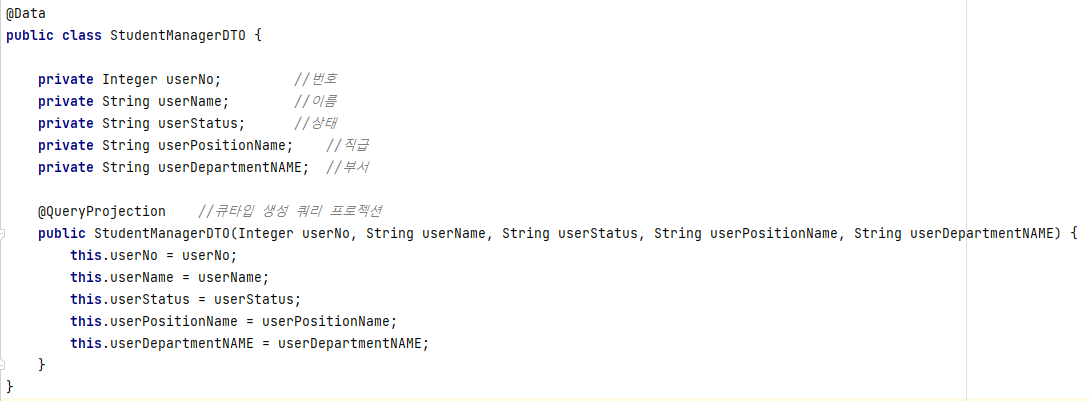 @Data
public class StudentManagerDTO {
private Integer userNo; //번호
private String userName; //이름
private String userStatus; //상태
private String userPositionName; //직급
private String userDepartmentNAME; //부서
@QueryProjection //큐타입 생성 쿼리 프로젝션
public StudentManagerDTO(Integer userNo, String userName, String userStatus, String userPositionName, String userDepartmentNAME) {
this.userNo = userNo;
this.userName = userName;
this.userStatus = userStatus;
this.userPositionName = userPositionName;
this.userDepartmentNAME = userDepartmentNAME;
}
}